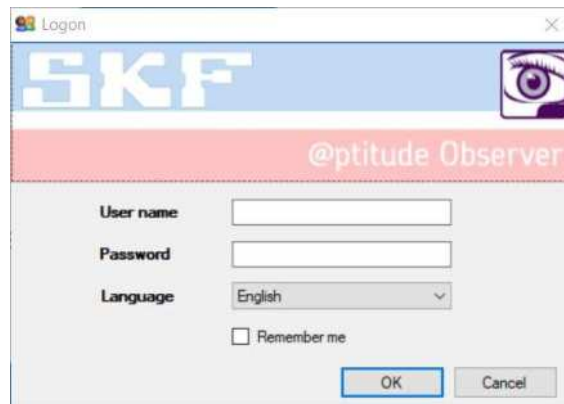 Logon
SKF
@ptitude Observer
User name
Password
Language English
Remember me
OK Cancel